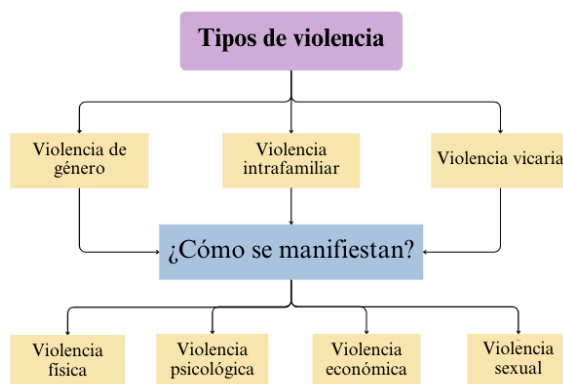 Tipos de violencia
Violencia de
género
Violencia
intrafamiliar
Violencia vicaria
¿Cómo se manifiestan?
Violencia
física
Violencia
psicológica
Violencia
económica
Violencia
sexual